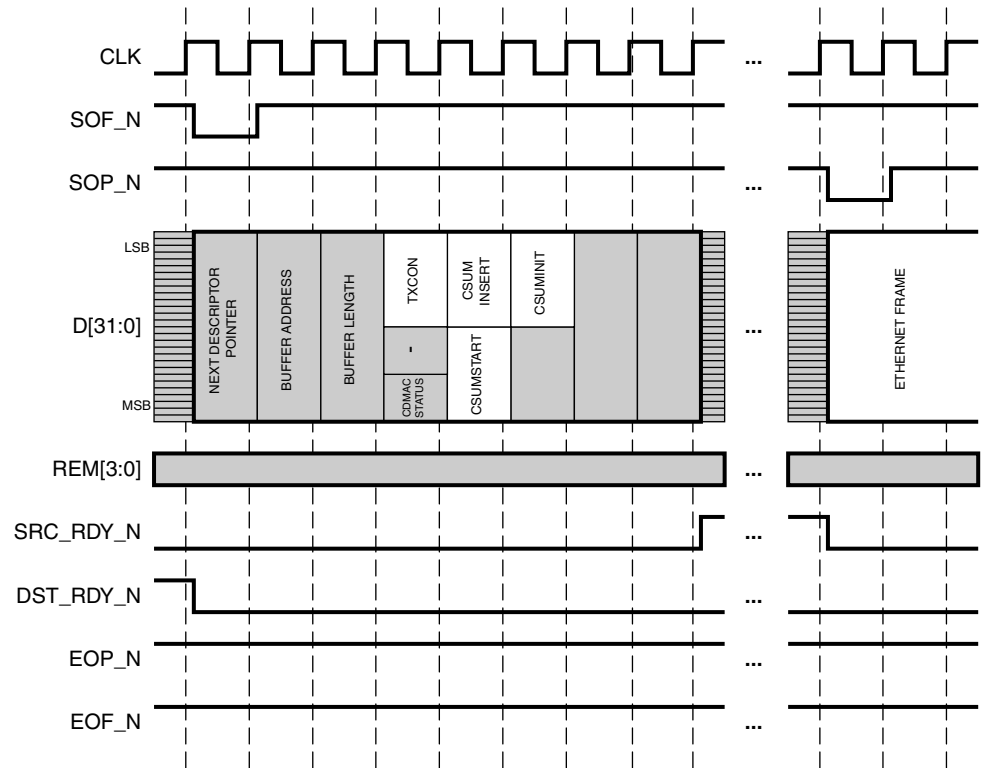 CLK
...
SOF_N
SOP_N
...
LSB
D[31:0]
MSB
NEXT DESCRIPTOR
POINTER
BUFFER ADDRESS
BUFFER LENGTH
TXCON
-
CDMAC
STATUS
CSUM
INSERT
CSUMSTART
CSUMINIT
...
ETHERNET FRAME
REM[3:0]
...
SRC_RDY_N
...
DST_RDY_N
...
EOP_N
...
EOF_N
...